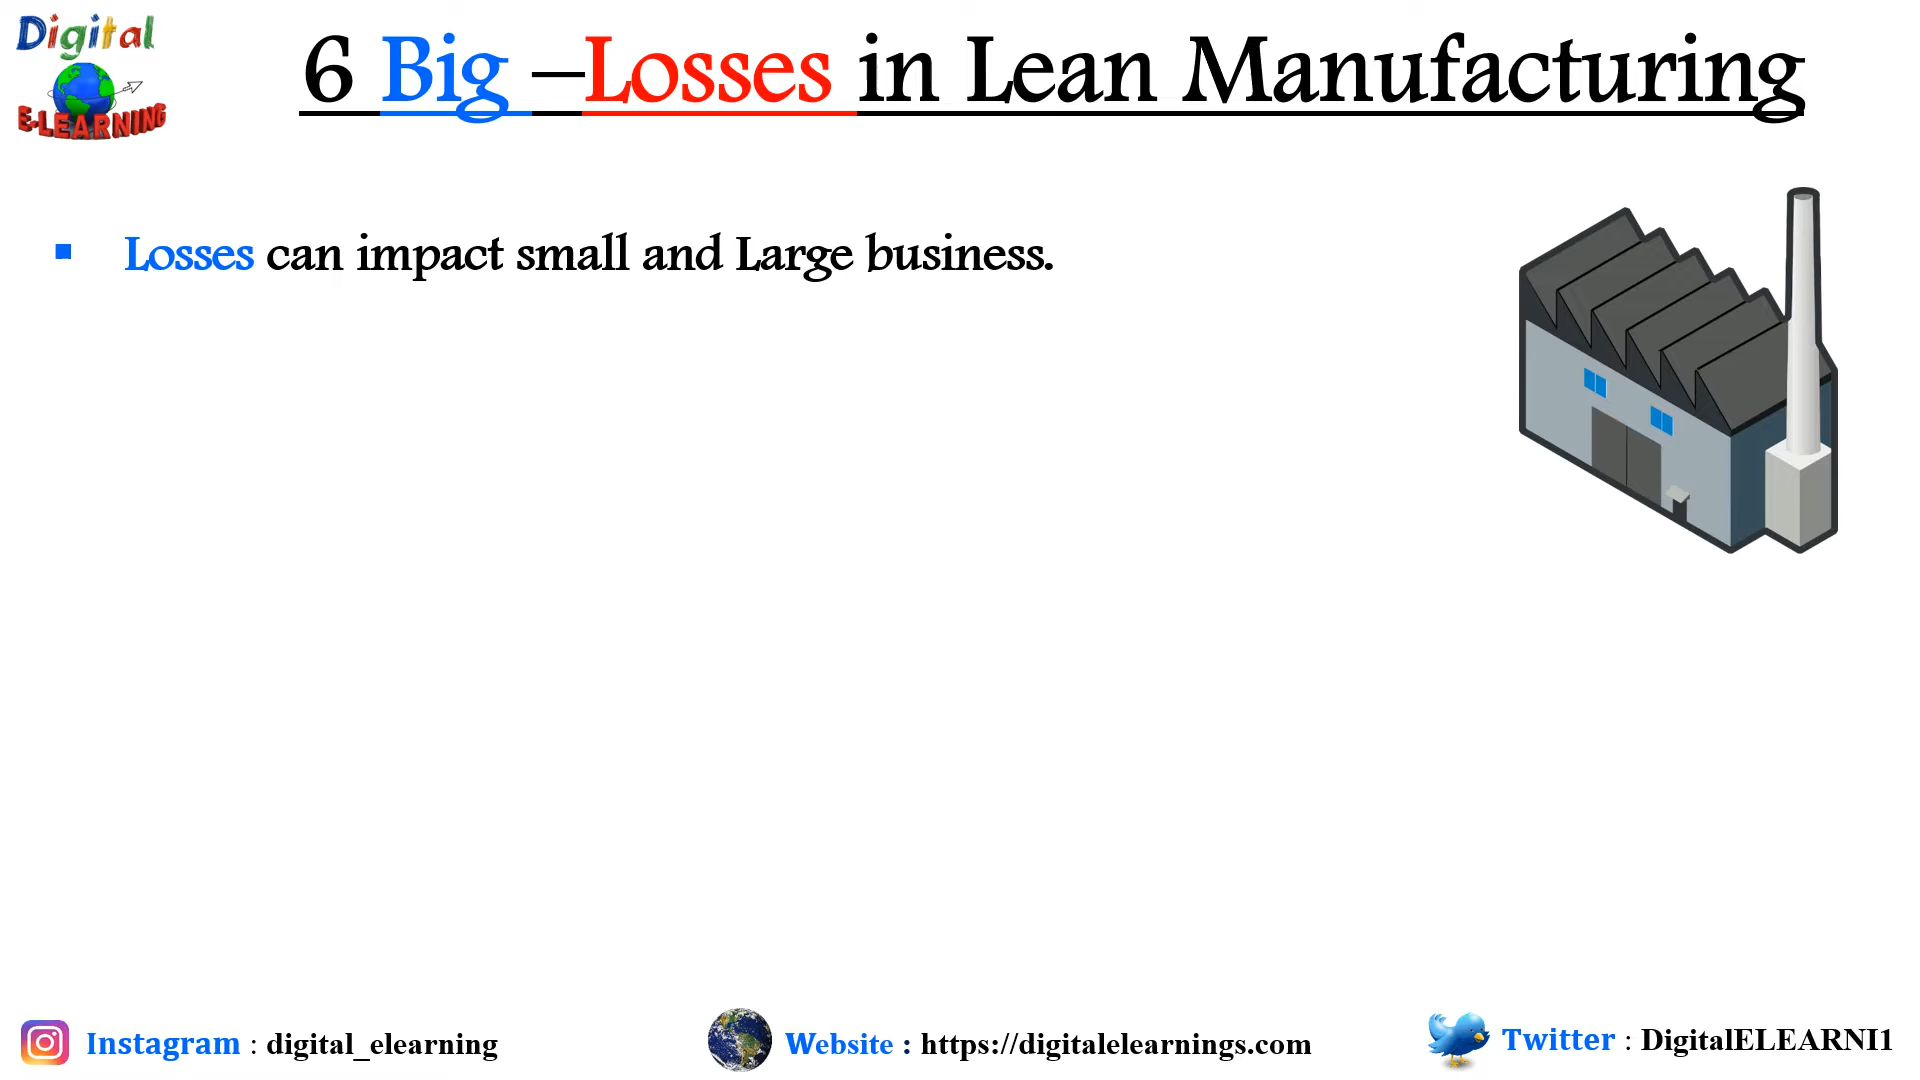 Digital
E-LEARNING
6 Big –Losses in Lean Manufacturing
▪ Losses can impact small and Large business.
Instagram : digital_elearning
Website : https://digitalelearnings.com
Twitter : DigitalELEARNI1